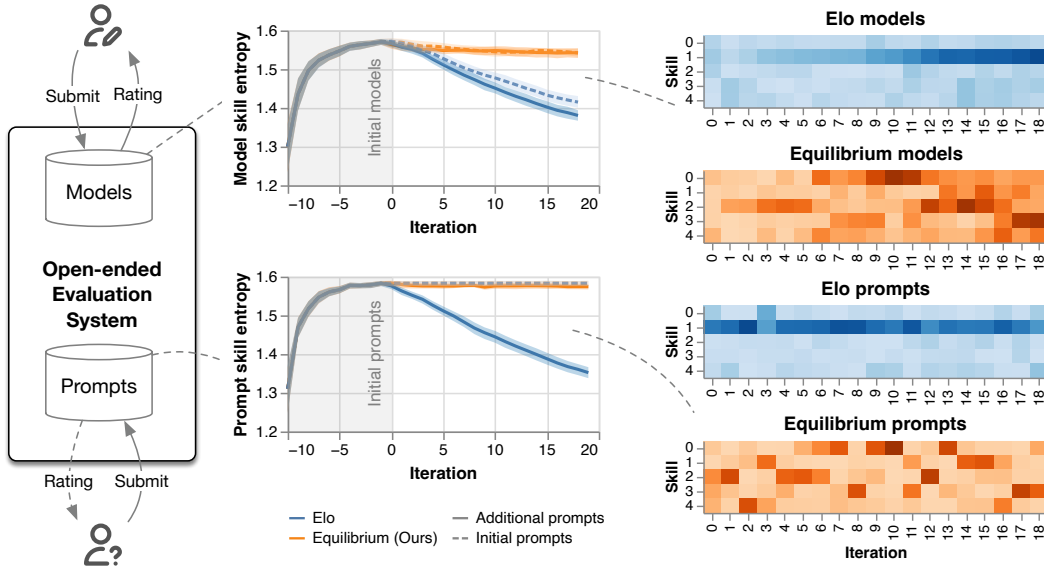 Submit
Rating
Models
Open-ended
Evaluation
System
Prompts
Rating
Submit
Model skill entropy
1.6
1.5
1.4
1.3
1.2
Initial models
−10 −5 0 5 10 15 20
Iteration
Prompt skill entropy
1.6
1.5
1.4
1.3
1.2
Initial prompts
−10 −5 0 5 10 15 20
Iteration
Elo
Equilibrium (Ours)
Additional prompts
Initial prompts
Elo models
Skill
0
1
2
3
4
0 1 2 3 4 5 6 7 8 9 10 11 12 13 14 15 16 17 18
Equilibrium models
Skill
0
1
2
3
4
0 1 2 3 4 5 6 7 8 9 10 11 12 13 14 15 16 17 18
Elo prompts
Skill
0
1
2
3
4
0 1 2 3 4 5 6 7 8 9 10 11 12 13 14 15 16 17 18
Equilibrium prompts
Skill
0
1
2
3
4
0 1 2 3 4 5 6 7 8 9 10 11 12 13 14 15 16 17 18
Iteration